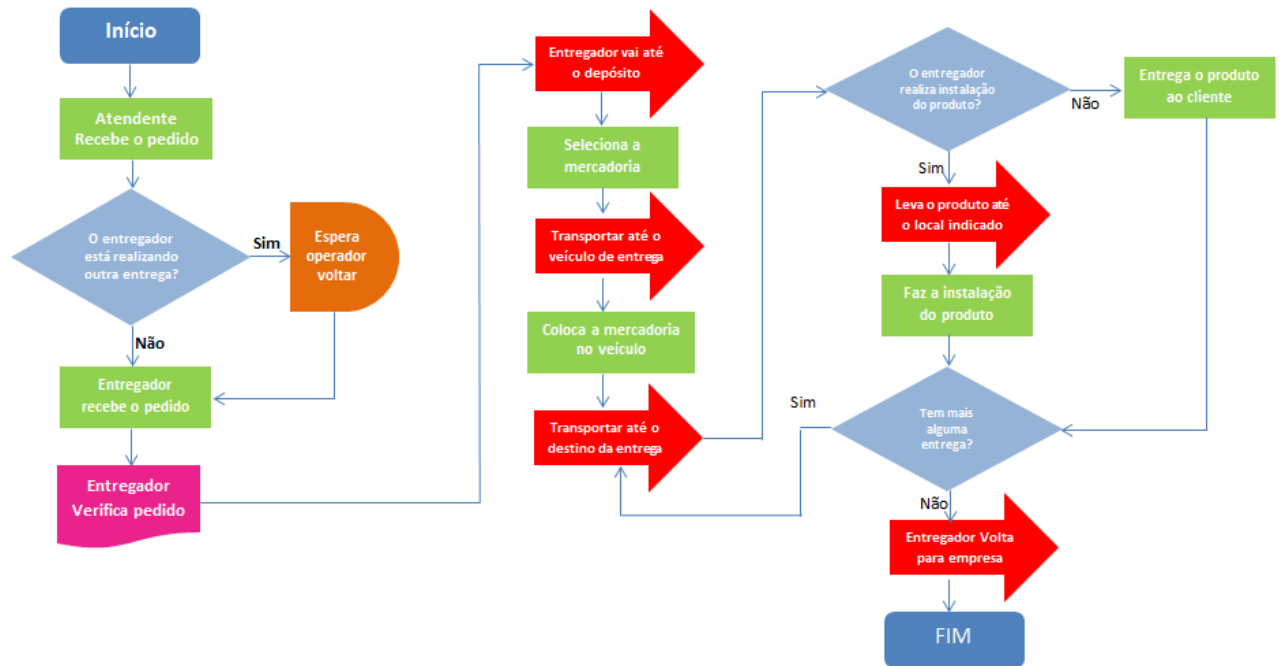 Início
Atendente
Recebe o pedido
O entregador
está realizando
outra entrega?
Sim
Espera
operador
voltar
Não
Entregador
recebe o pedido
Entregador
Verifica pedido
Entregador vai até
o depósito
Seleciona a
mercadoria
Transportar até o
veículo de entrega
Coloca a mercadoria
no veículo
Transportar até o
destino da entrega
O entregador
realiza instalação
do produto?
Não
Entrega o produto
ao cliente
Sim
Leva o produto até
o local indicado
Faz a instalação
do produto
Tem mais
alguma
entrega?
Sim
Não
Entregador Volta
para empresa
FIM